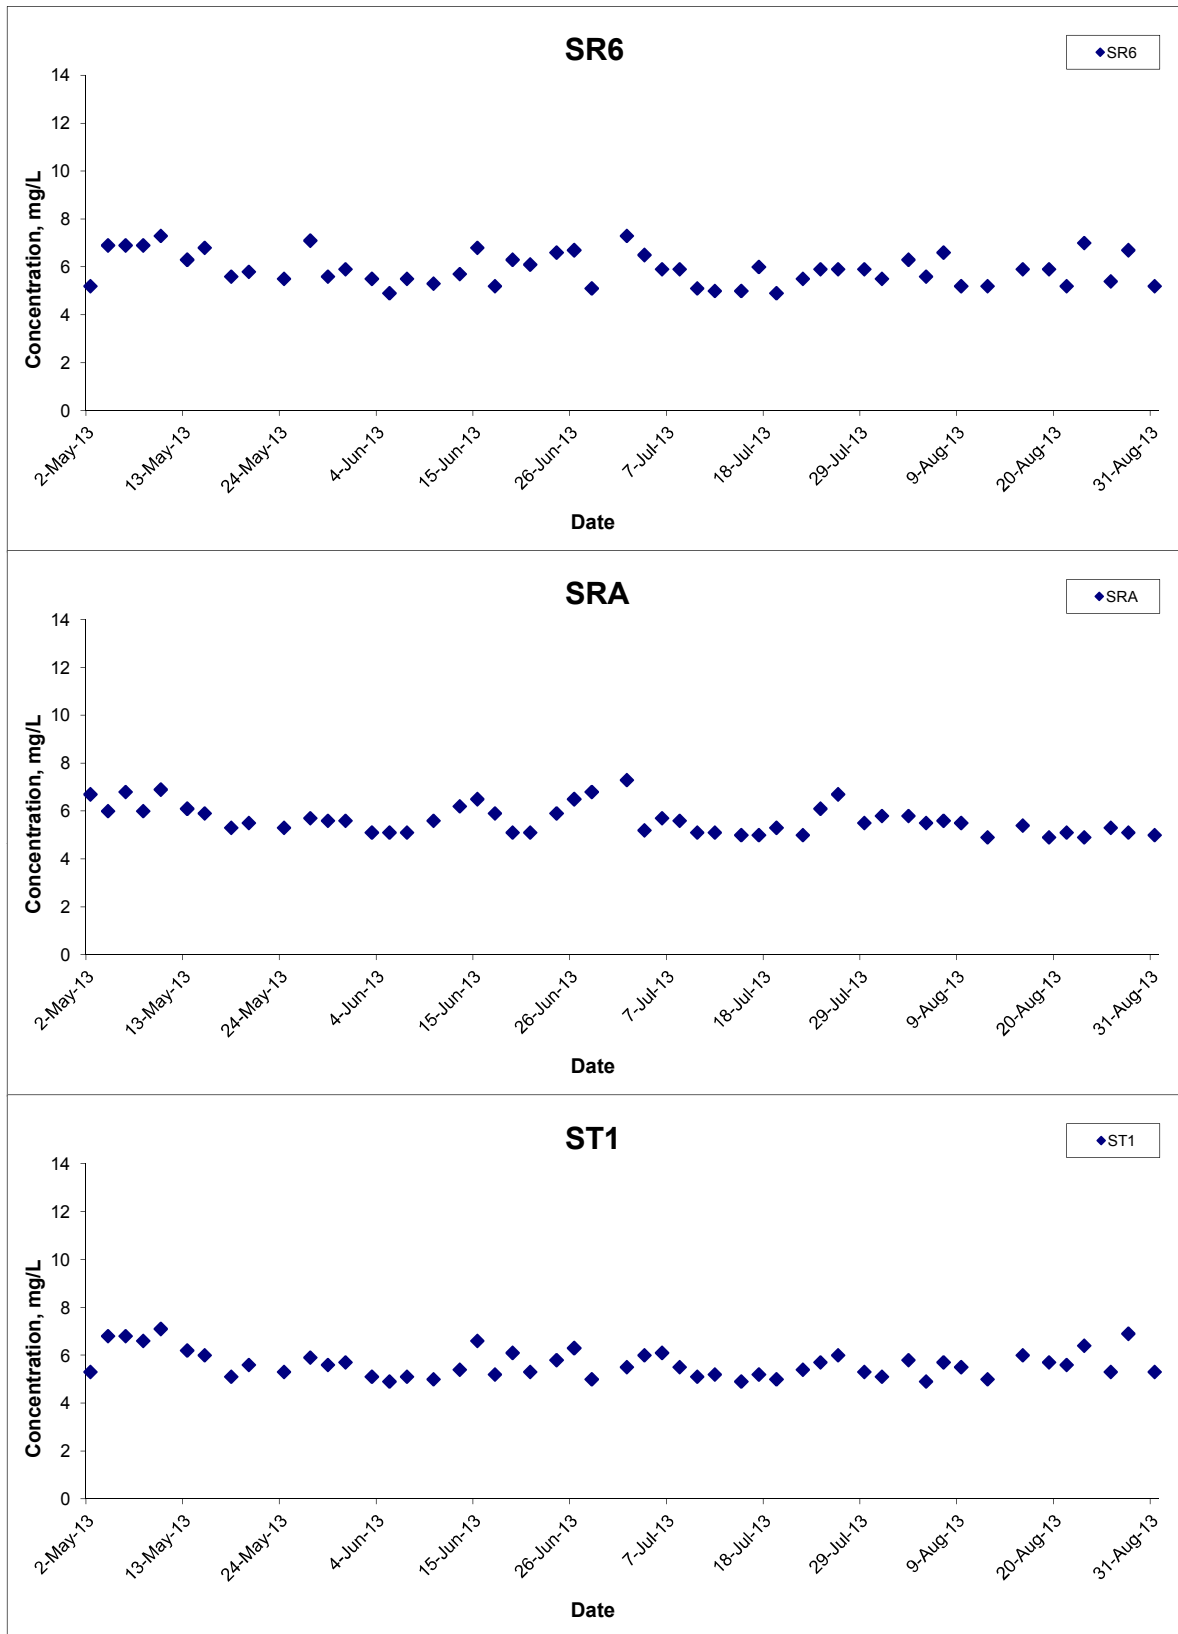 SR6
SR6
14
12
10
8
6
4
2
0
Concentration, mg/L
2-May-13
13-May-13
24-May-13
4-Jun-13
15-Jun-13
26-Jun-13
7-Jul-13
18-Jul-13
29-Jul-13
9-Aug-13
20-Aug-13
31-Aug-13
Date
SRA
SRA
14
12
10
8
6
4
2
0
Concentration, mg/L
2-May-13
13-May-13
24-May-13
4-Jun-13
15-Jun-13
26-Jun-13
7-Jul-13
18-Jul-13
29-Jul-13
9-Aug-13
20-Aug-13
31-Aug-13
Date
ST1
ST1
14
12
10
8
6
4
2
0
Concentration, mg/L
2-May-13
13-May-13
24-May-13
4-Jun-13
15-Jun-13
26-Jun-13
7-Jul-13
18-Jul-13
29-Jul-13
9-Aug-13
20-Aug-13
31-Aug-13
Date